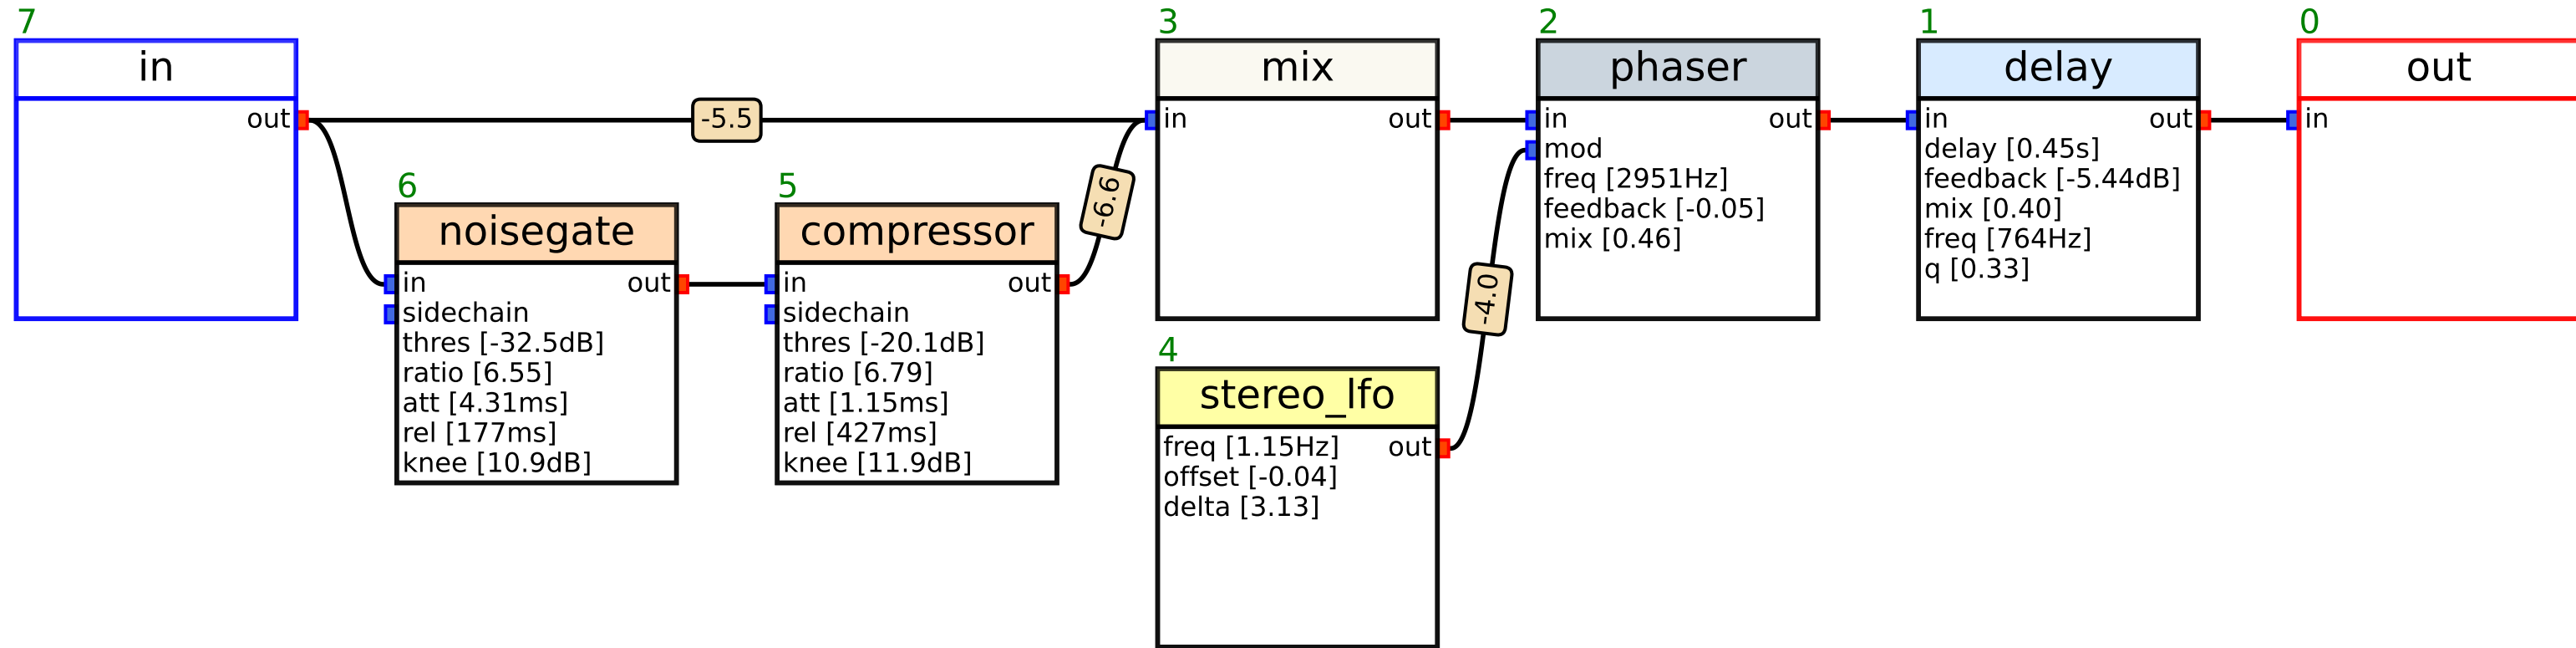 7
in
out
-5.5
6
noisegate
in out
sidechain
thres [-32.5dB]
ratio [6.55]
att [4.31ms]
rel [177ms]
knee [10.9dB]
5
compressor
in out
sidechain
thres [-20.1dB]
ratio [6.79]
att [1.15ms]
rel [427ms]
knee [11.9dB]
-6.6
3
mix
in out
4
stereo_lfo
freq [1.15Hz] out
offset [-0.04]
delta [3.13]
-4.0
2
phaser
in out
mod
freq [2951Hz]
feedback [-0.05]
mix [0.46]
1
delay
in out
delay [0.45s]
feedback [-5.44dB]
mix [0.40]
freq [764Hz]
q [0.33]
0
out
in